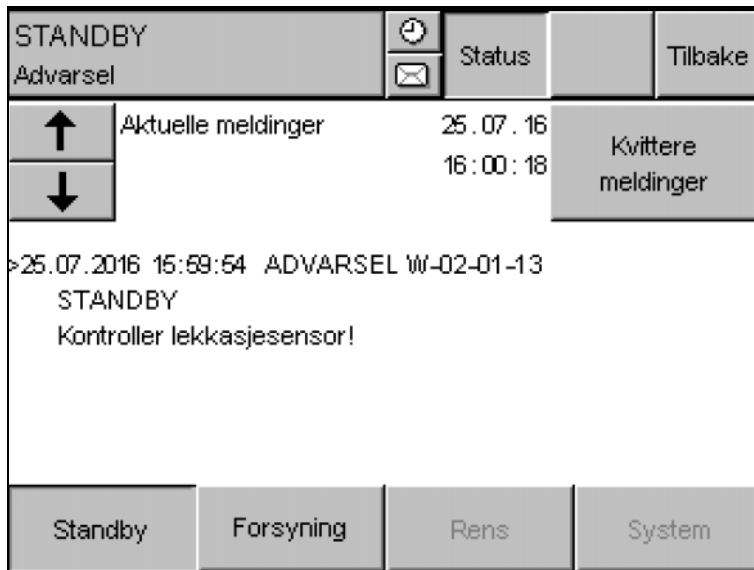 STANDBY
Advarsel
Status
Tilbake
Aktuelle meldinger
25.07.16
16:00:18
Kvittere
meldinger
>25.07.2016 15:59:54 ADVARSEL W-02-01-13
STANDBY
Kontroller lekkasjesensor!
Standby
Forsyning
Rens
System